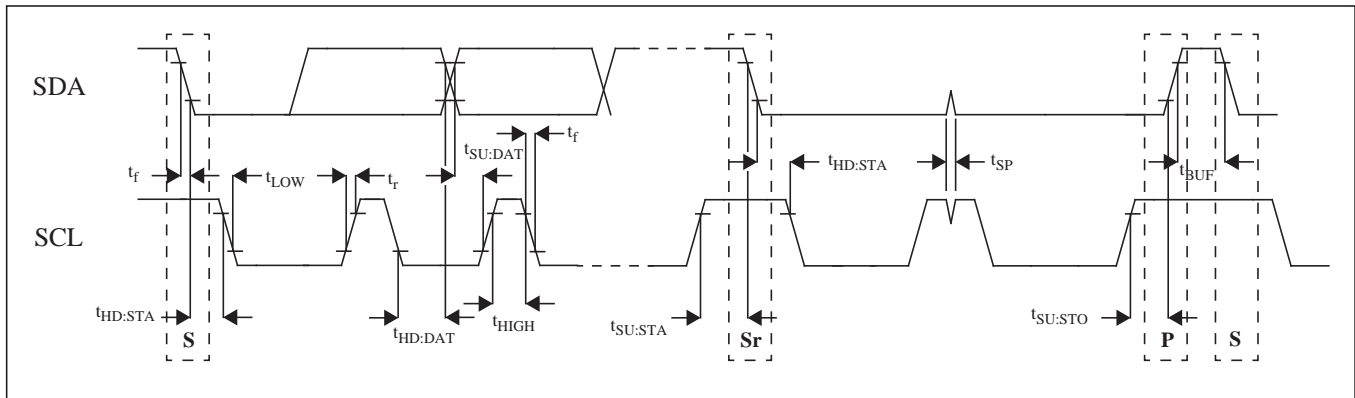 SDA
t_f
t_SU:DAT
t_HD:STA
t_SP
t_BUF
t_f
t_LOW
t_r
SCL
t_HD:STA
t_HD:DAT
t_HIGH
t_SU:STA
t_SU:STO
S
Sr
P
S